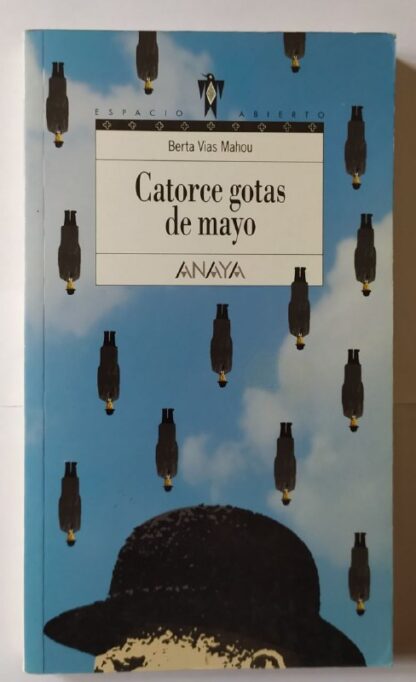 ESPACIO ABIERTO
Berta Vias Mahou
Catorce gotas
de mayo
ANAYA